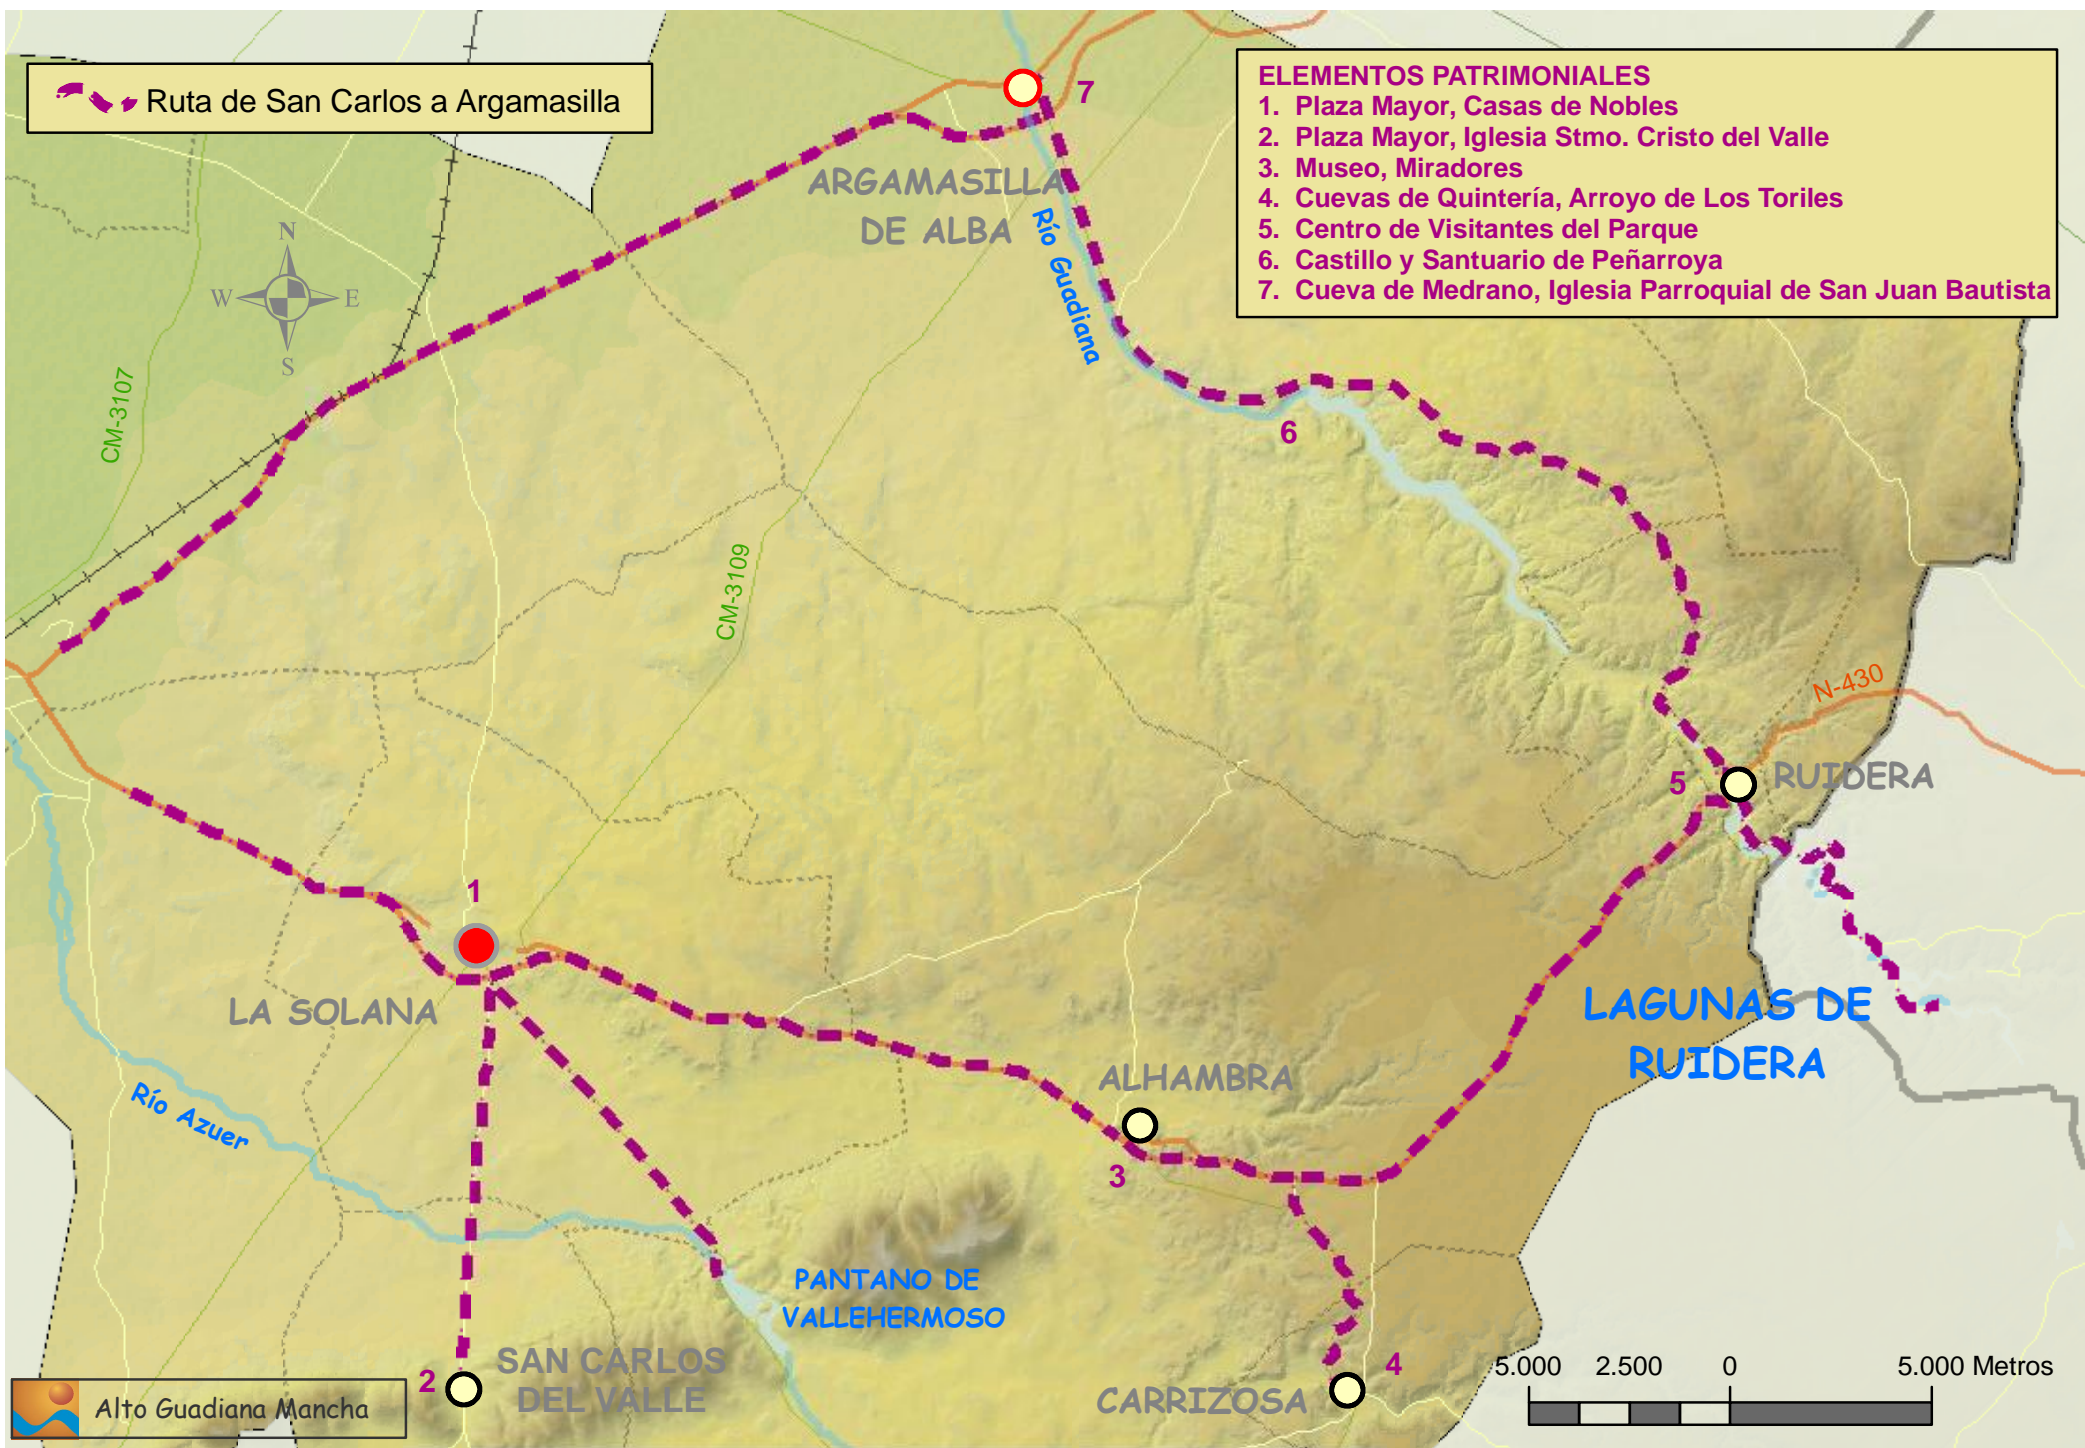 Ruta de San Carlos a Argamasilla
ELEMENTOS PATRIMONIALES
1. Plaza Mayor, Casas de Nobles
2. Plaza Mayor, Iglesia Stmo. Cristo del Valle
3. Museo, Miradores
4. Cuevas de Quintería, Arroyo de Los Toriles
5. Centro de Visitantes del Parque
6. Castillo y Santuario de Peñarroya
7. Cueva de Medrano, Iglesia Parroquial de San Juan Bautista
7
ARGAMASILLA
DE ALBA
Río Guadiana
N
W
E
S
CM-3107
6
CM-3109
N-430
5
RUIDERA
1
LA SOLANA
LAGUNAS DE
RUIDERA
ALHAMBRA
Río Azuer
3
PANTANO DE
VALLEHERMOSO
2
SAN CARLOS
DEL VALLE
4
CARRIZOSA
5.000 2.500 0 5.000 Metros
Alto Guadiana Mancha